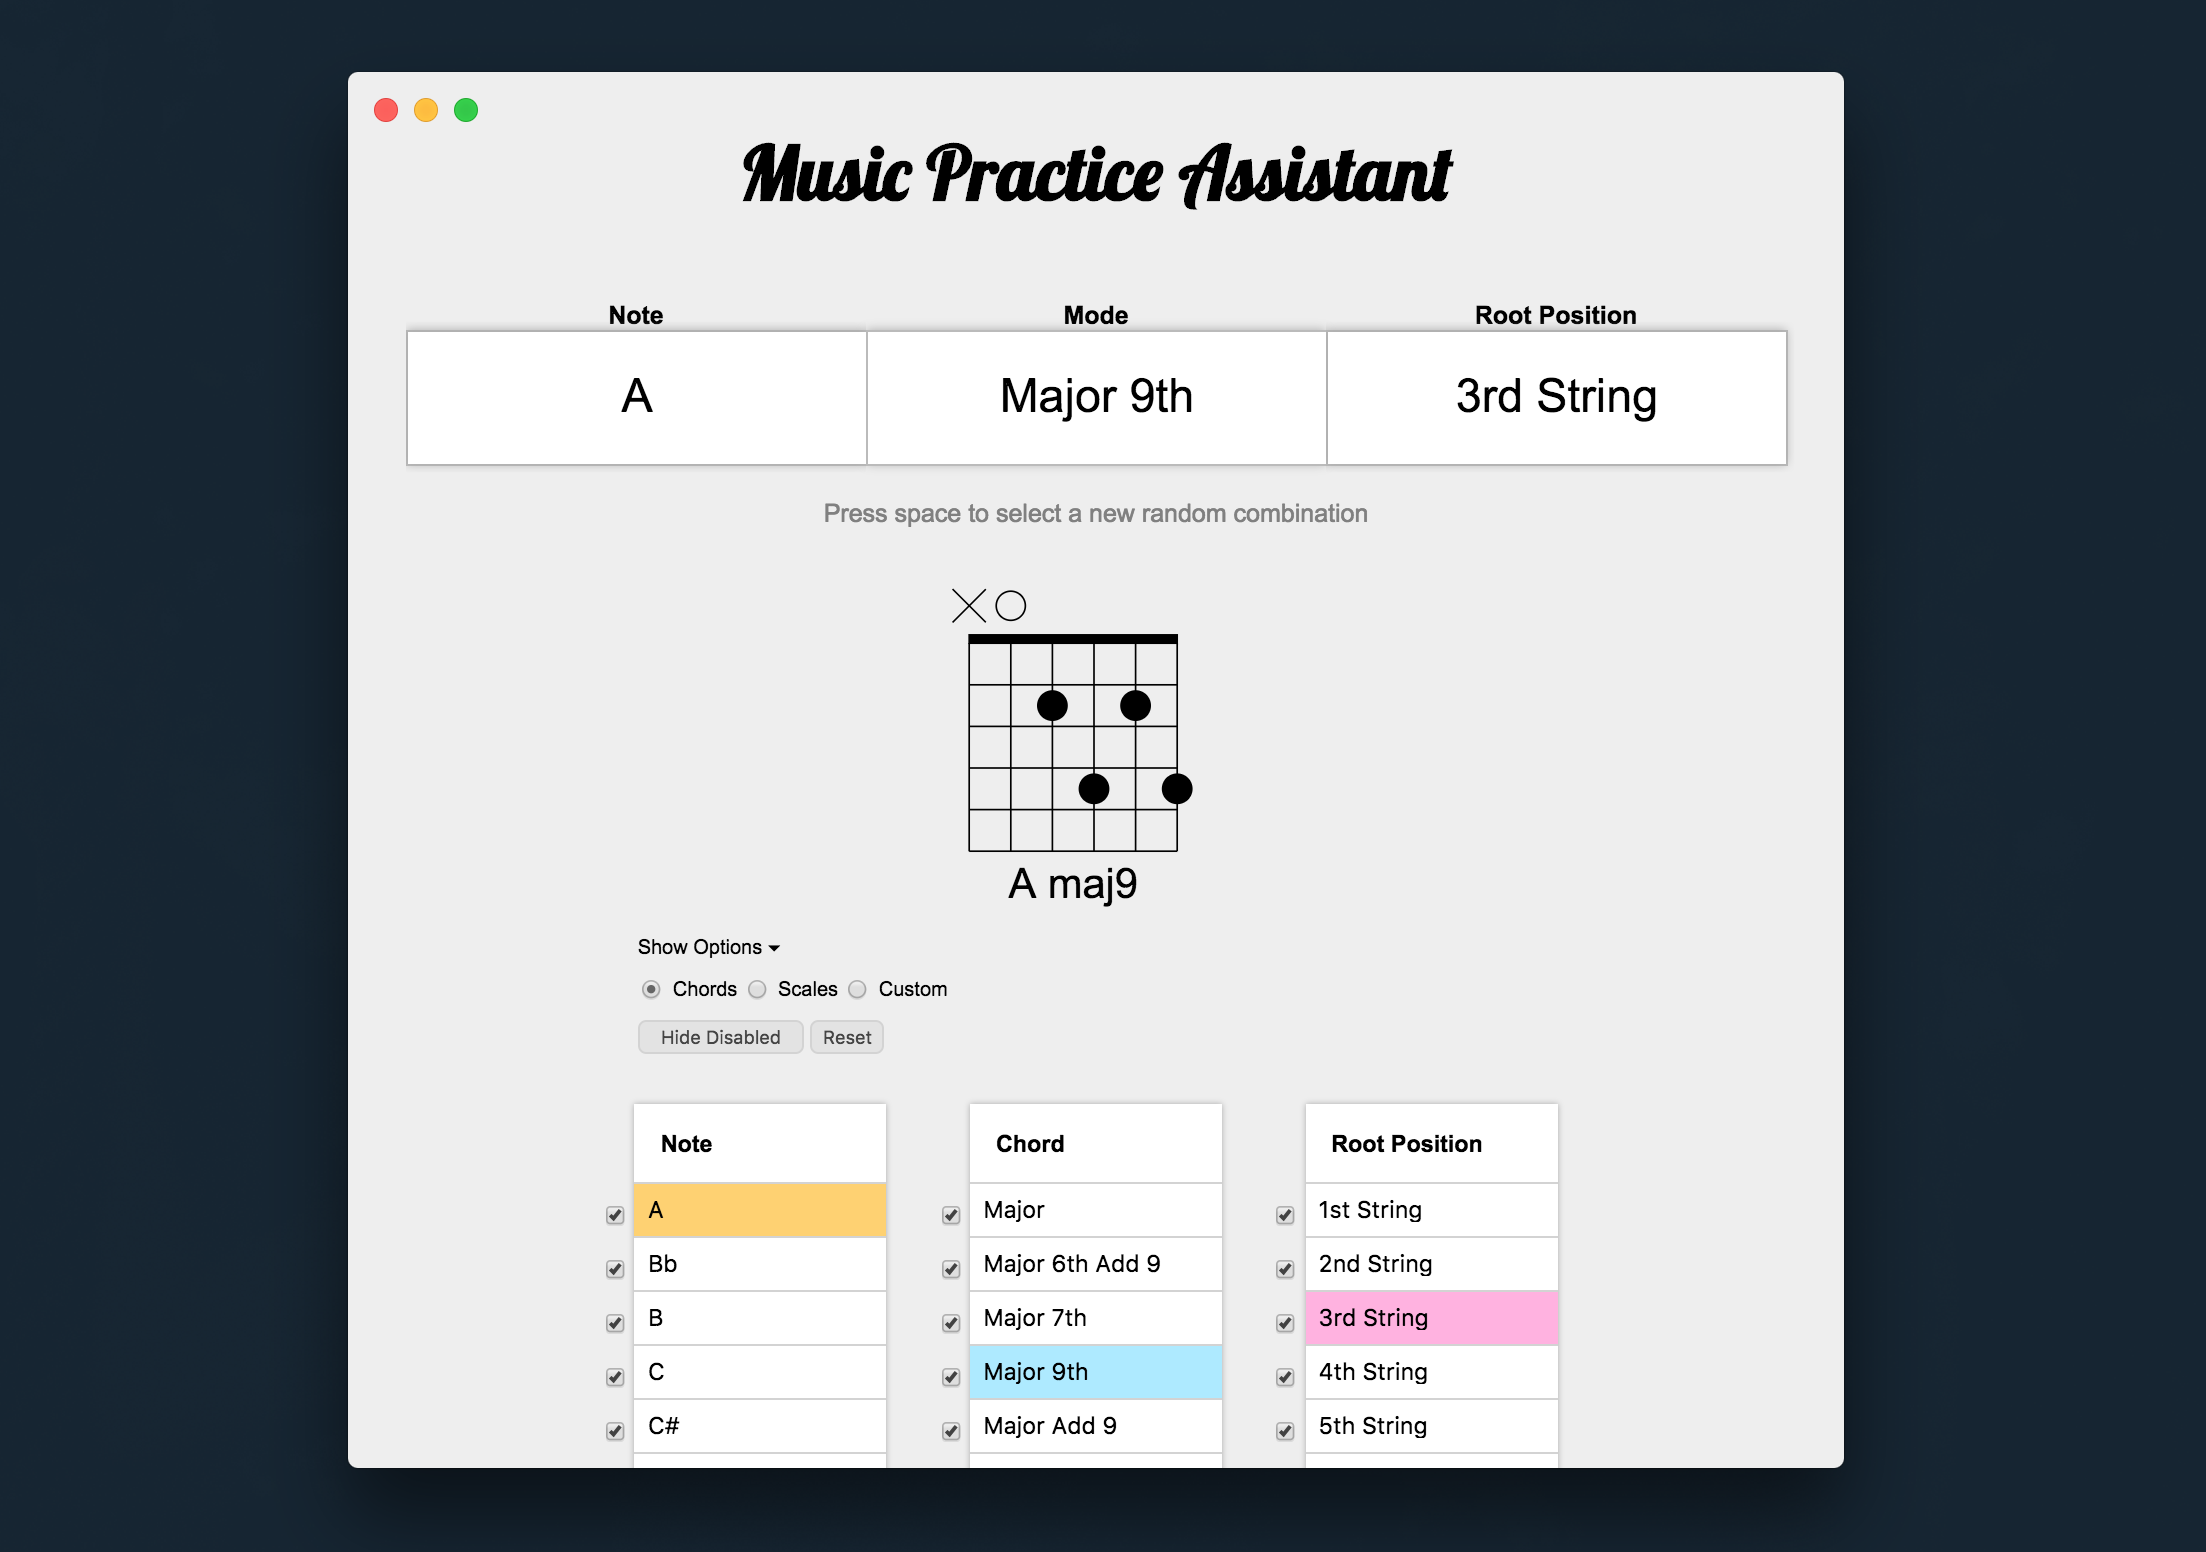 Music Practice Assistant
Note Mode Root Position
A Major 9th 3rd String
Press space to select a new random combination
A maj9
Show Options
Chords Scales Custom
Hide Disabled Reset
Note Chord Root Position
A Major 1st String
Bb Major 6th Add 9 2nd String
B Major 7th 3rd String
C Major 9th 4th String
C# Major Add 9 5th String